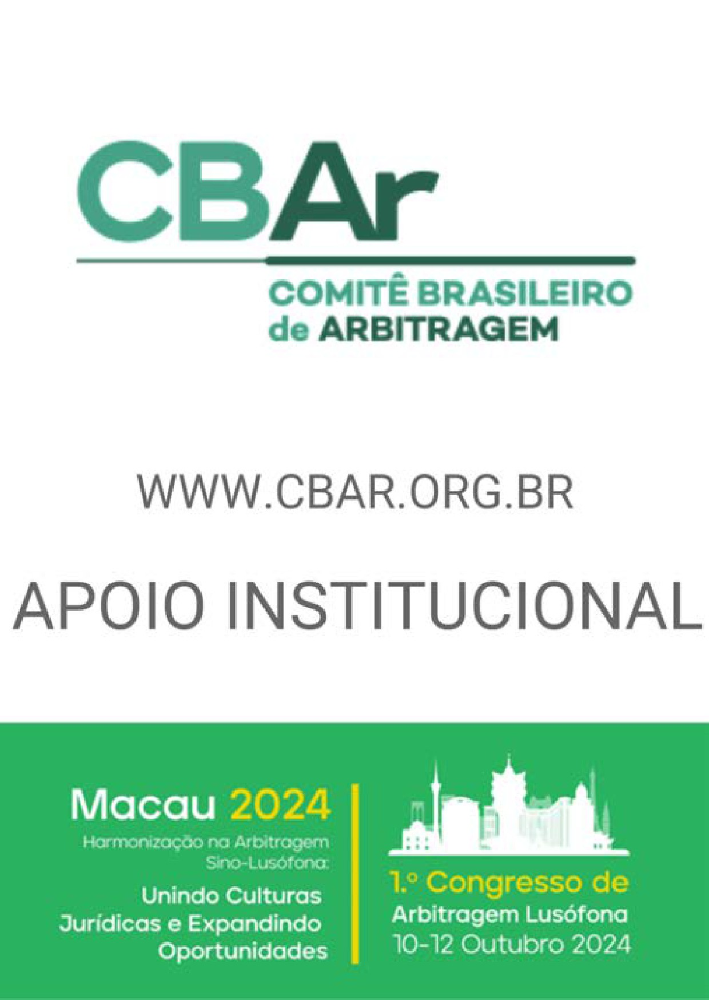 CBAr
COMITÊ BRASILEIRO
de ARBITRAGEM
WWW.CBAR.ORG.BR
APOIO INSTITUCIONAL
Macau 2024
Harmonização na Arbitragem
Sino-Lusófona:
Unindo Culturas
Jurídicas e Expandindo
Oportunidades
1.º Congresso de
Arbitragem Lusófona
10-12 Outubro 2024